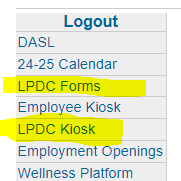 Logout
DASL
24-25 Calendar
LPDC Forms
Employee Kiosk
LPDC Kiosk
Employment Openings
Wellness Platform